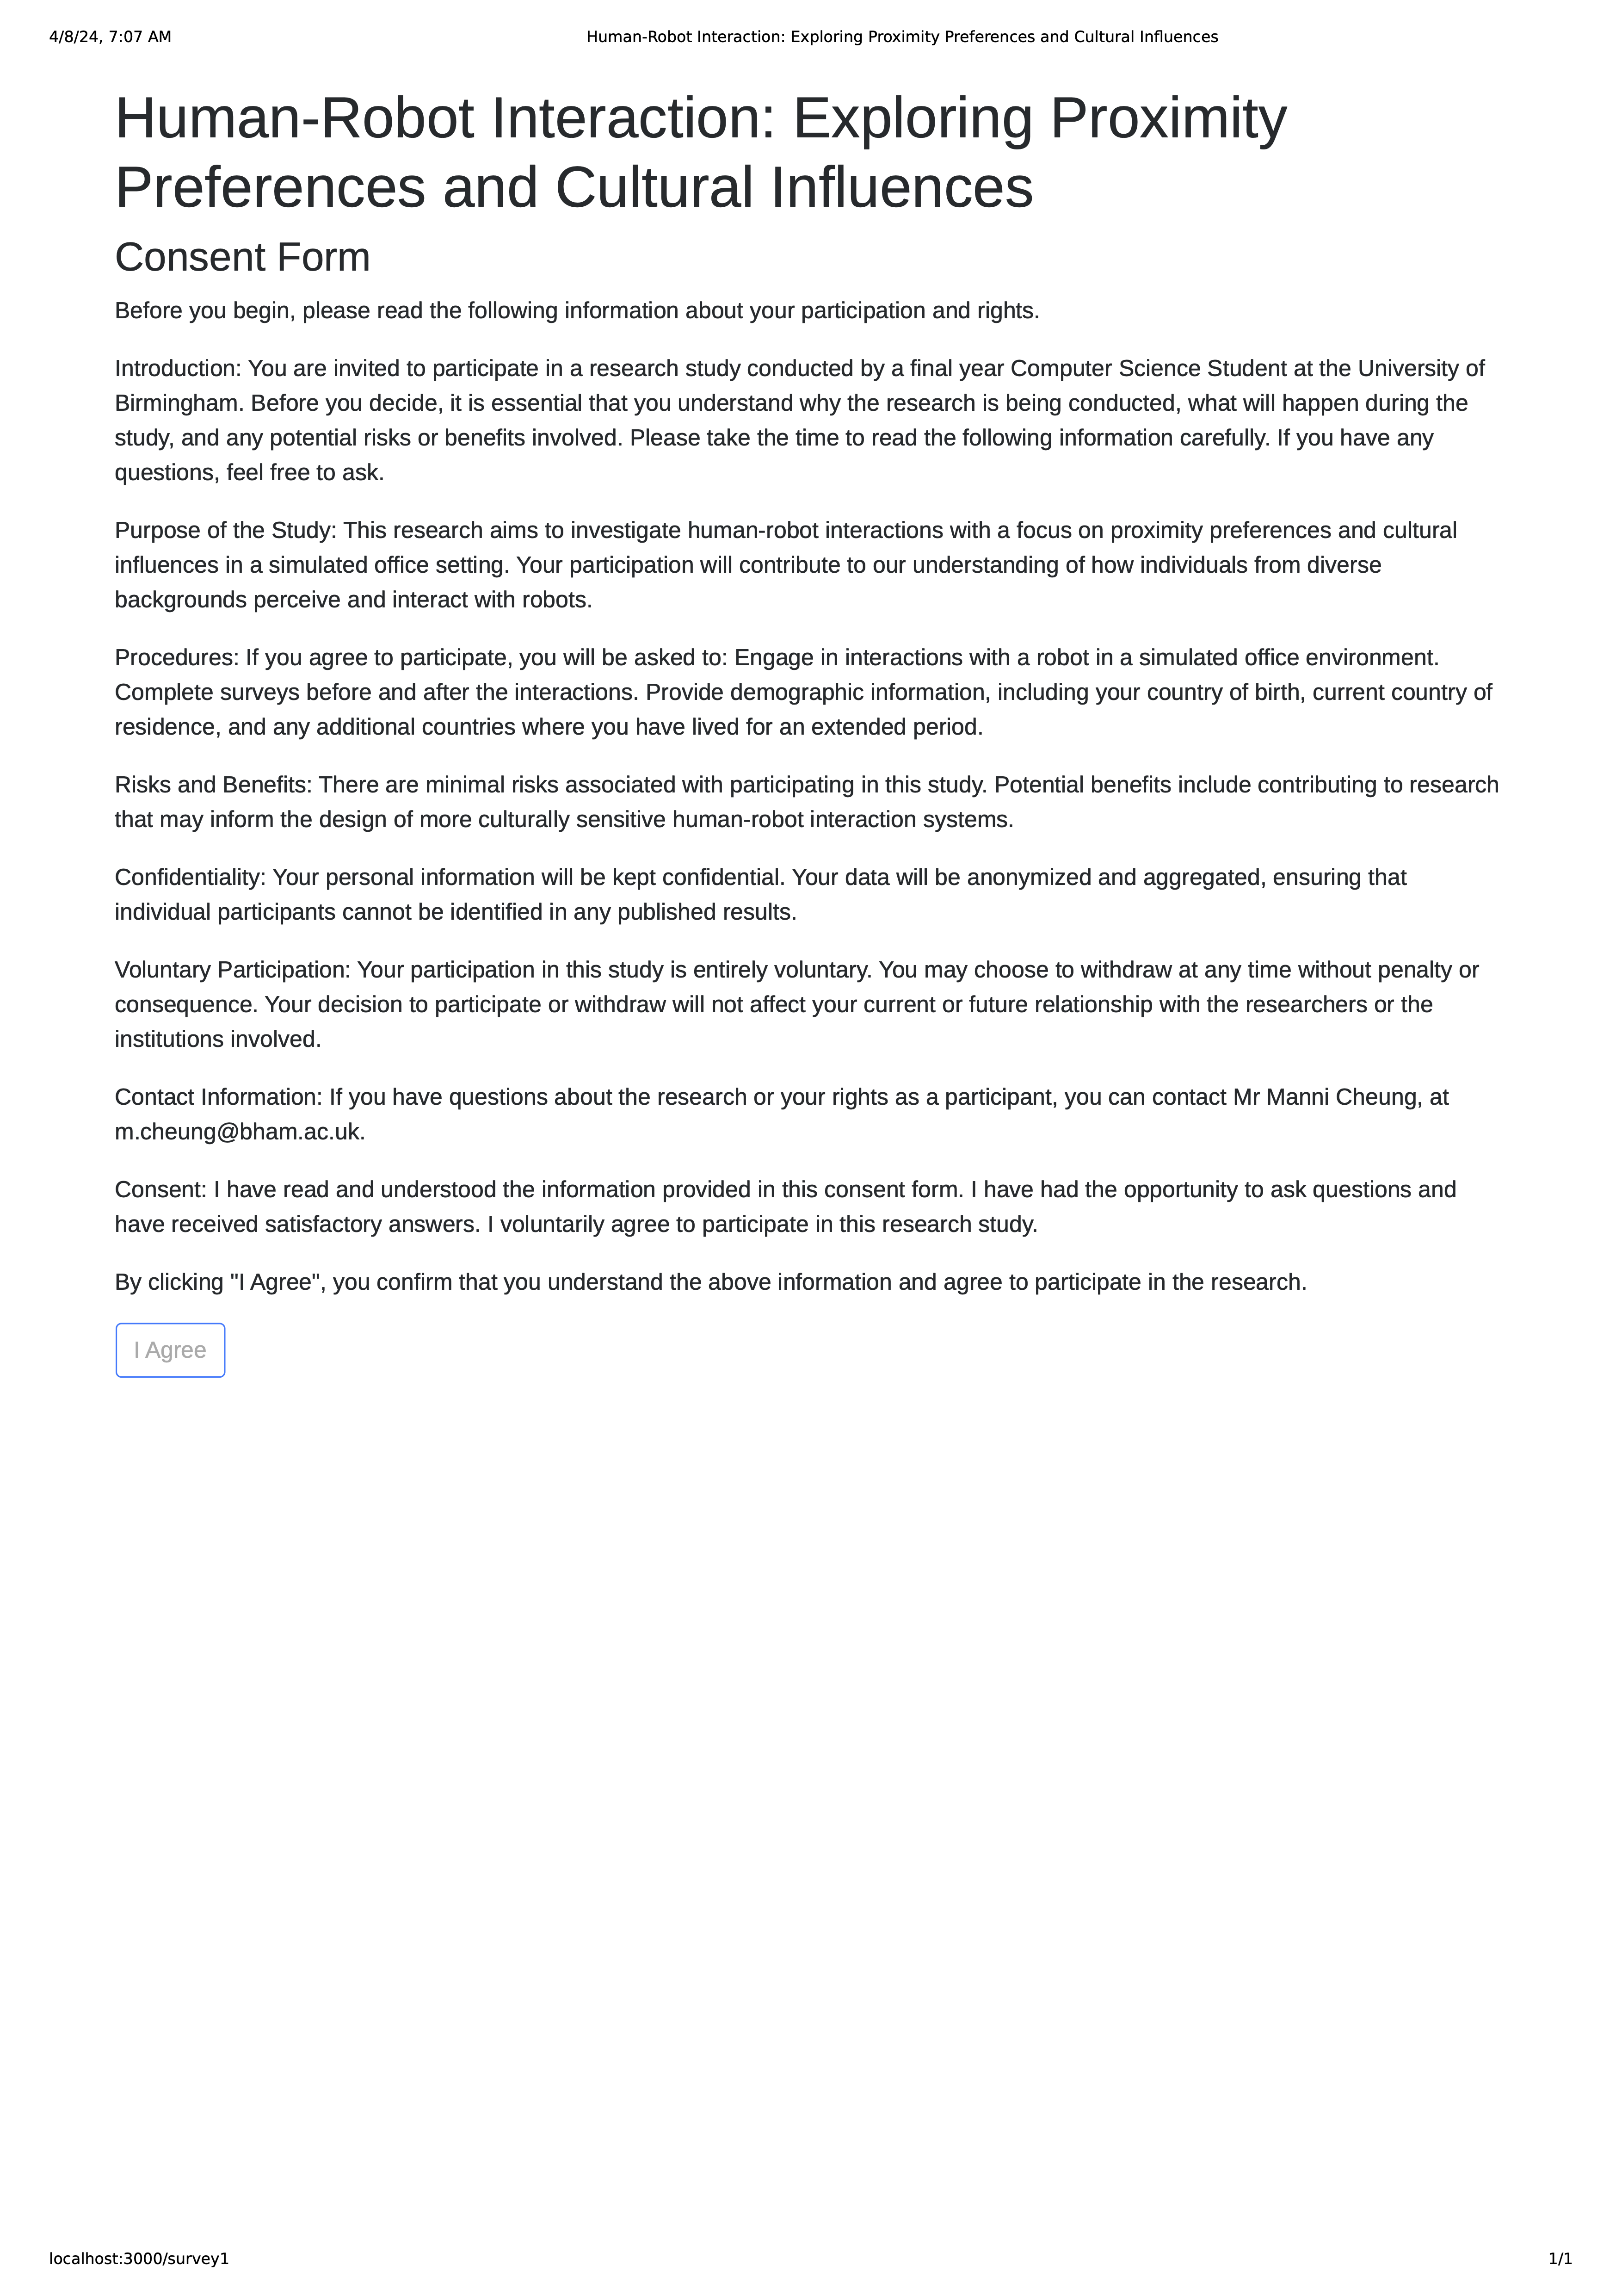 4/8/24, 7:07 AM
Human-Robot Interaction: Exploring Proximity Preferences and Cultural Influences
Human-Robot Interaction: Exploring Proximity
Preferences and Cultural Influences
Consent Form
Before you begin, please read the following information about your participation and rights.
Introduction: You are invited to participate in a research study conducted by a final year Computer Science Student at the University of
Birmingham. Before you decide, it is essential that you understand why the research is being conducted, what will happen during the
study, and any potential risks or benefits involved. Please take the time to read the following information carefully. If you have any
questions, feel free to ask.
Purpose of the Study: This research aims to investigate human-robot interactions with a focus on proximity preferences and cultural
influences in a simulated office setting. Your participation will contribute to our understanding of how individuals from diverse
backgrounds perceive and interact with robots.
Procedures: If you agree to participate, you will be asked to: Engage in interactions with a robot in a simulated office environment.
Complete surveys before and after the interactions. Provide demographic information, including your country of birth, current country of
residence, and any additional countries where you have lived for an extended period.
Risks and Benefits: There are minimal risks associated with participating in this study. Potential benefits include contributing to research
that may inform the design of more culturally sensitive human-robot interaction systems.
Confidentiality: Your personal information will be kept confidential. Your data will be anonymized and aggregated, ensuring that
individual participants cannot be identified in any published results.
Voluntary Participation: Your participation in this study is entirely voluntary. You may choose to withdraw at any time without penalty or
consequence. Your decision to participate or withdraw will not affect your current or future relationship with the researchers or the
institutions involved.
Contact Information: If you have questions about the research or your rights as a participant, you can contact Mr Manni Cheung, at
m.cheung@bham.ac.uk.
Consent: I have read and understood the information provided in this consent form. I have had the opportunity to ask questions and
have received satisfactory answers. I voluntarily agree to participate in this research study.
By clicking "I Agree", you confirm that you understand the above information and agree to participate in the research.
I Agree
localhost:3000/survey1
1/1